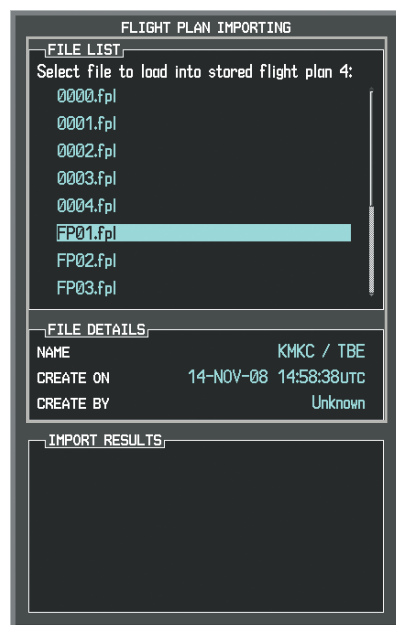 FLIGHT PLAN IMPORTING
FILE LIST
Select file to load into stored flight plan 4:
0000.fpl
0001.fpl
0002.fpl
0003.fpl
0004.fpl
FP01.fpl
FP02.fpl
FP03.fpl
FILE DETAILS
NAME KMKC / TBE
CREATE ON 14-NOV-08 14:58:38UTC
CREATE BY Unknown
IMPORT RESULTS